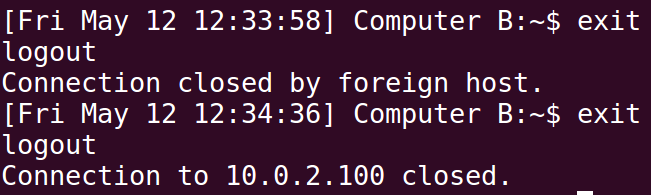 [Fri May 12 12:33:58] Computer B:~$ exit
logout
Connection closed by foreign host.
[Fri May 12 12:34:36] Computer B:~$ exit
logout
Connection to 10.0.2.100 closed.